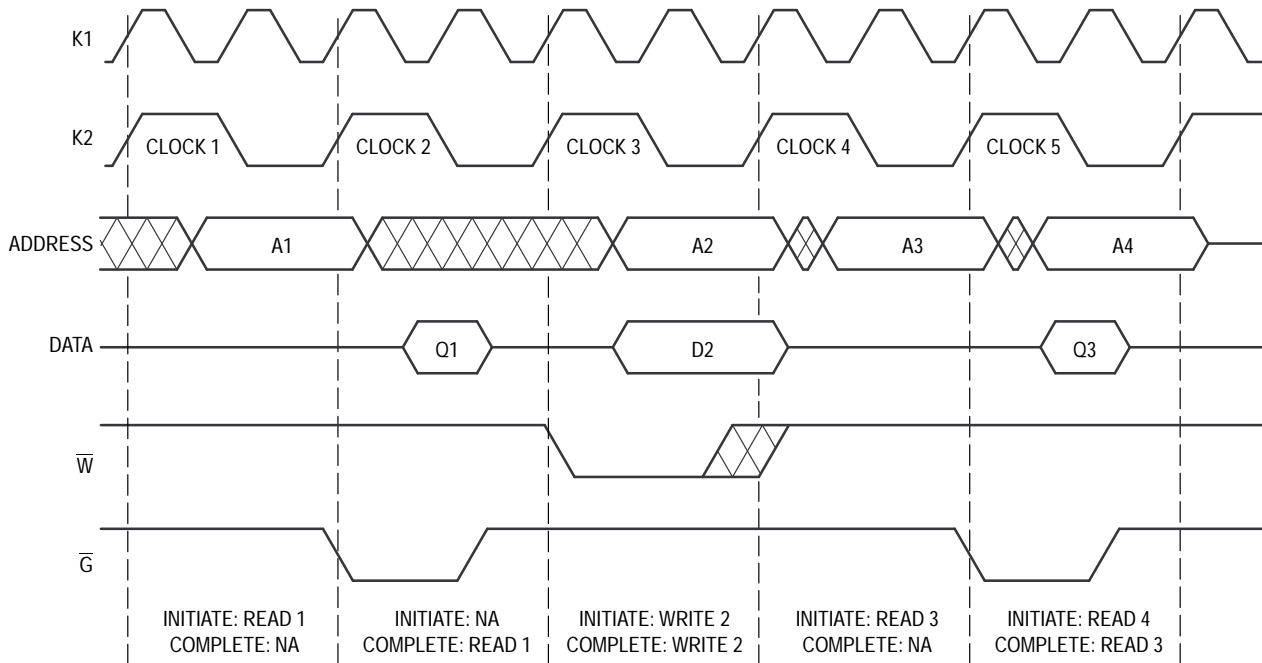 K1
K2
CLOCK 1
CLOCK 2
CLOCK 3
CLOCK 4
CLOCK 5
ADDRESS
A1
A2
A3
A4
DATA
Q1
D2
Q3
W̅
G̅
INITIATE: READ 1
COMPLETE: NA
INITIATE: NA
COMPLETE: READ 1
INITIATE: WRITE 2
COMPLETE: WRITE 2
INITIATE: READ 3
COMPLETE: NA
INITIATE: READ 4
COMPLETE: READ 3